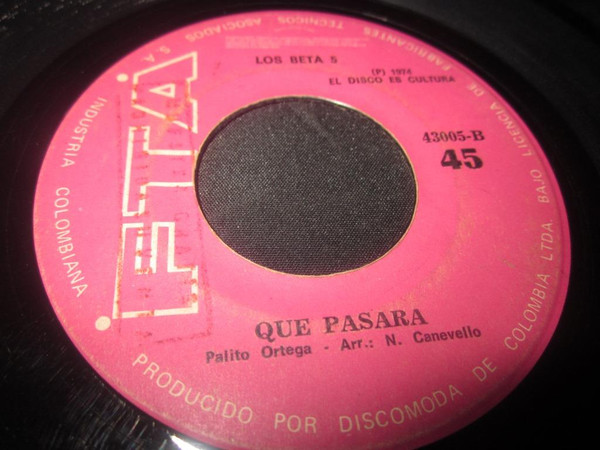 LOS BETA 5
(P) 1974
EL DISCO ES CULTURA
43005-B
45
FTA
QUE PASARA
Palito Ortega - Arr.: N. Canevello
INDUSTRIA COLOMBIANA
FABRICANTES TECNICOS ASOCIADOS S.A.
PRODUCIDO POR DISCOMODA DE COLOMBIA LTDA. BAJO LICENCIA DE